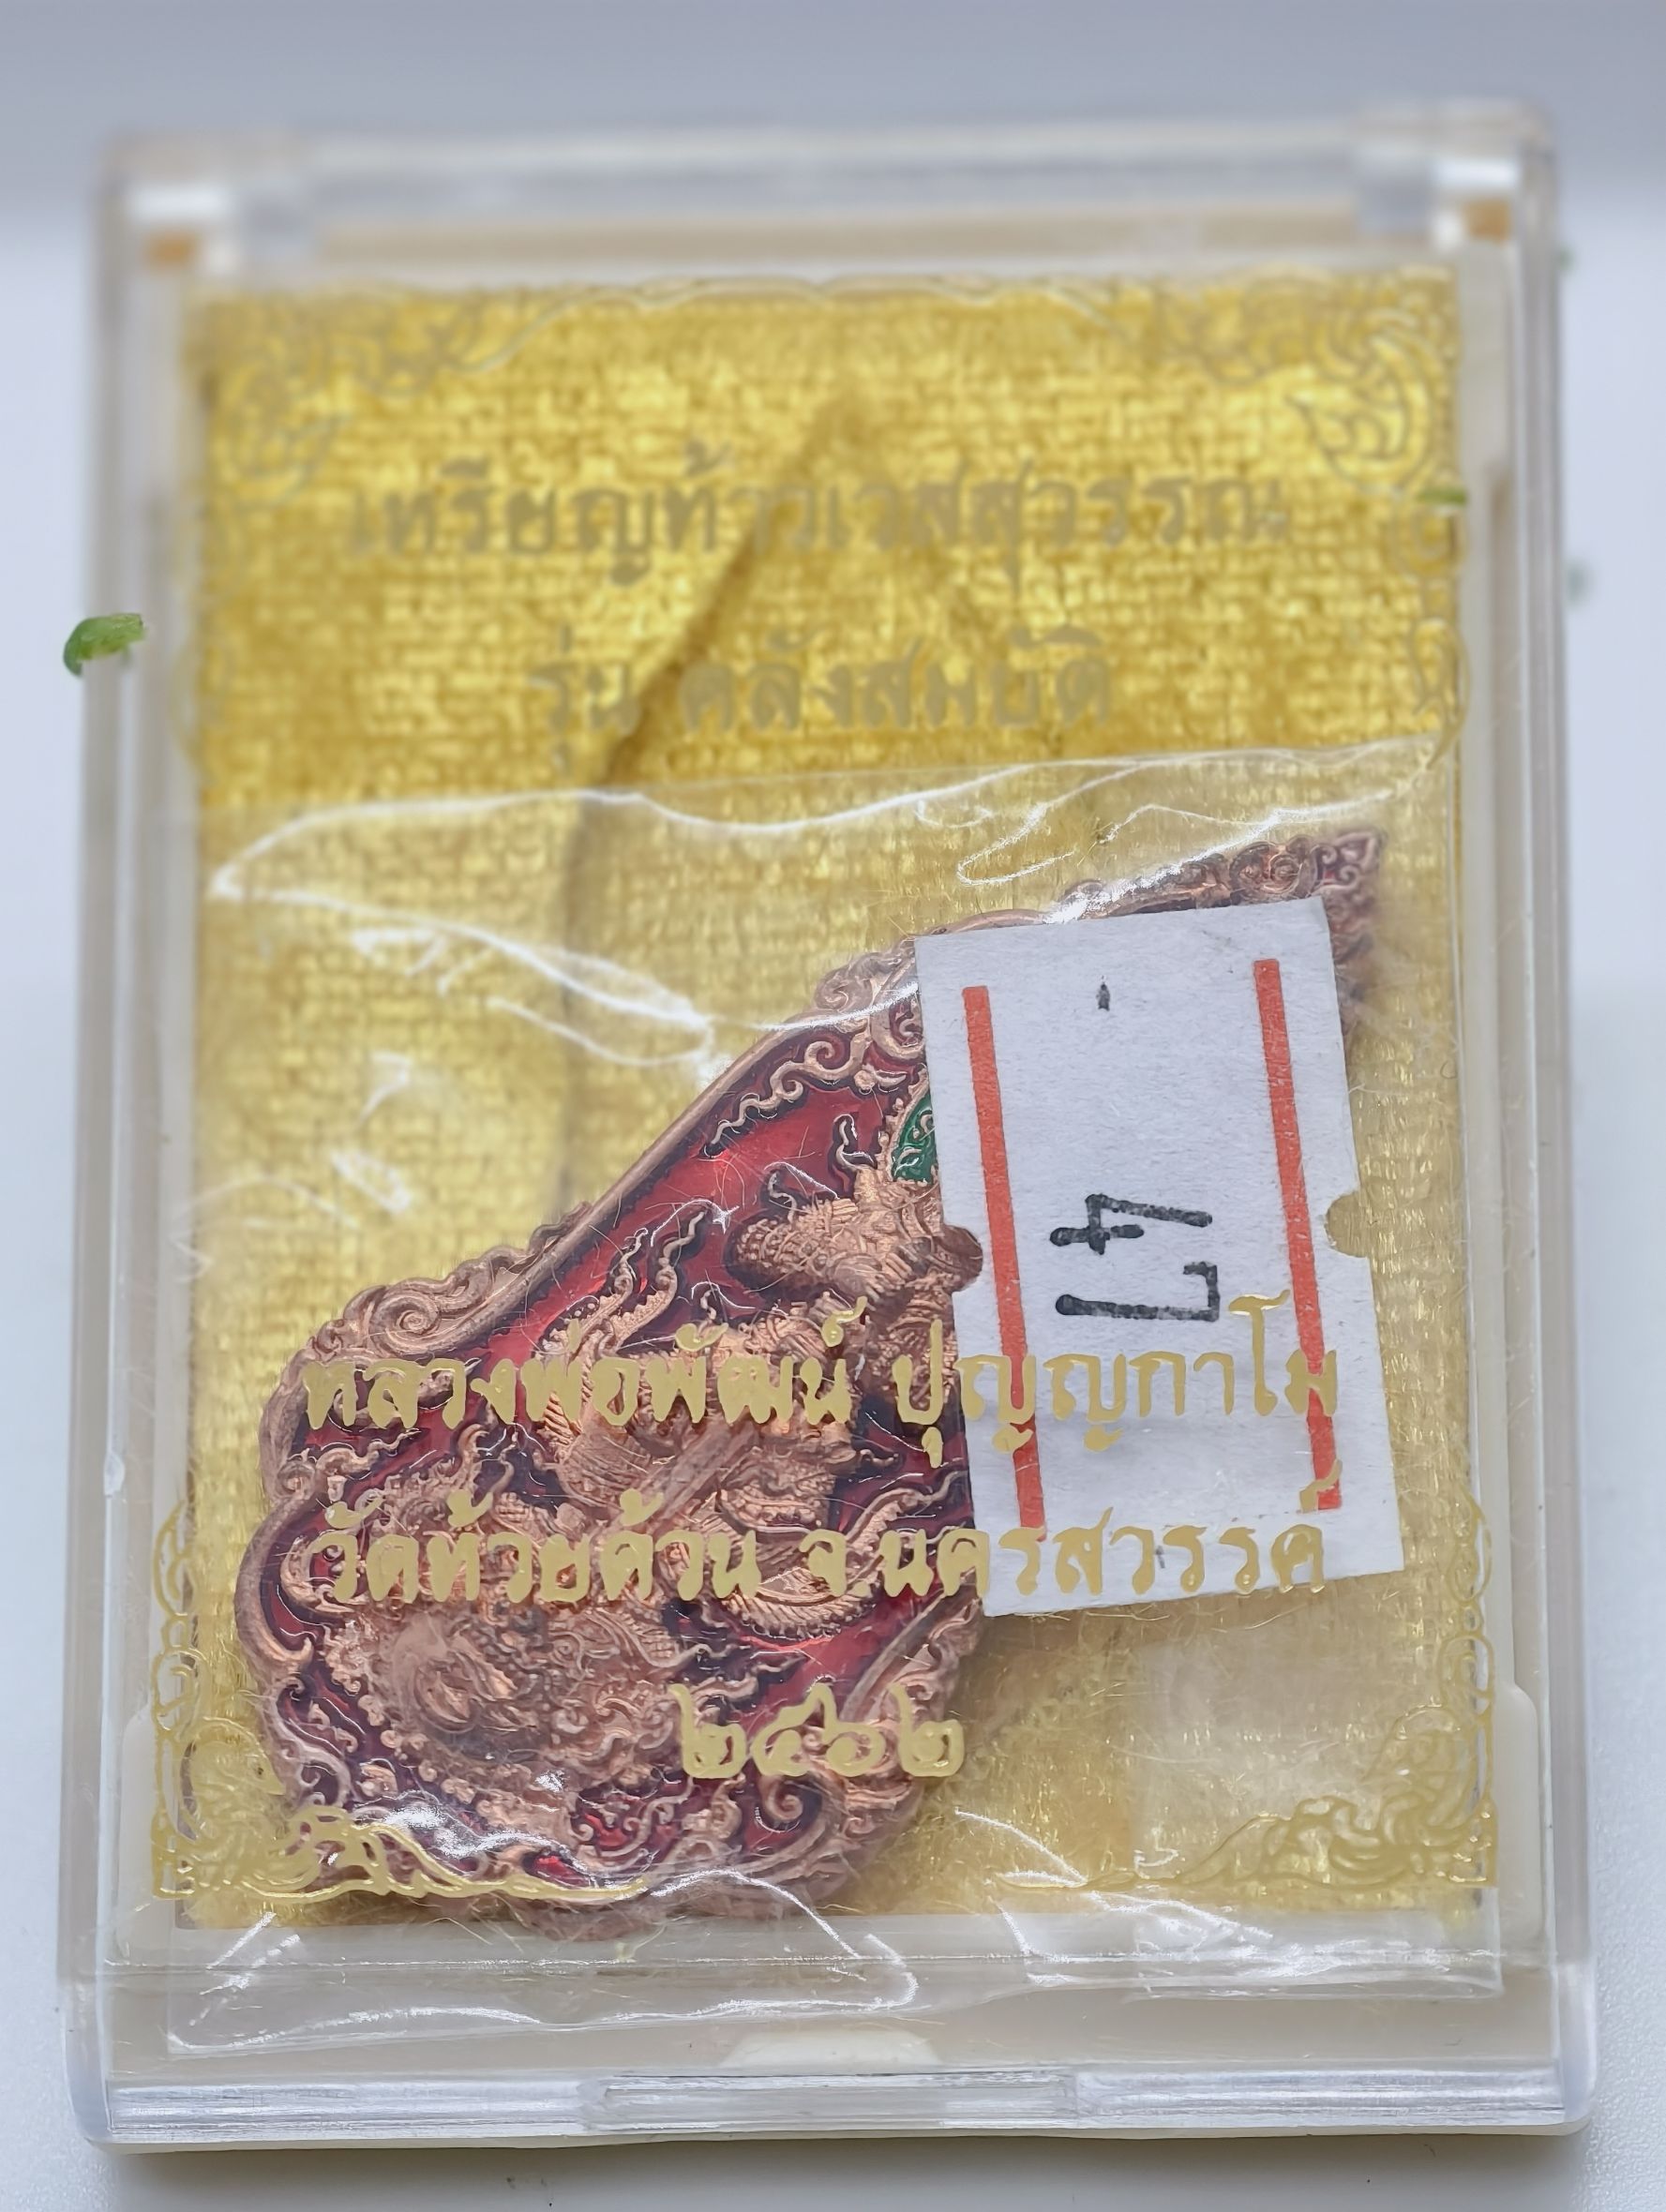 เหรียญท้าวเวสสุวรรณ
รุ่น คลังสมบัติ
47
หลวงพ่อพัฒน์ ปุญญกาโม
วัดห้วยด้วน จ.นครสวรรค์
๒๕๖๒